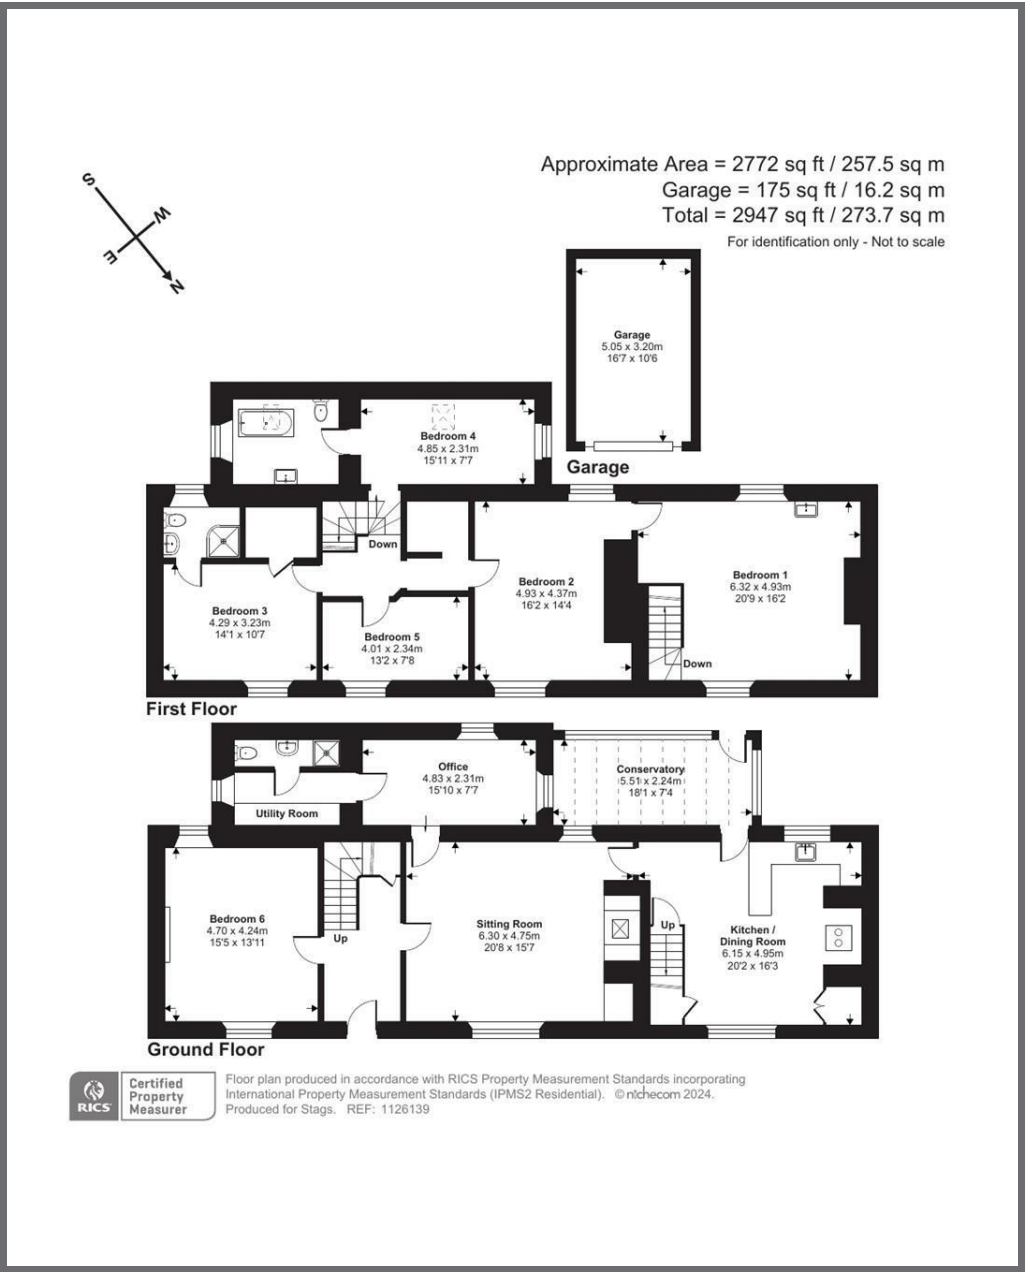 Approximate Area = 2772 sq ft / 257.5 sq m
Garage = 175 sq ft / 16.2 sq m
Total = 2947 sq ft / 273.7 sq m
For identification only - Not to scale
S
W
E
N
Garage
5.05 x 3.20m
16'7 x 10'6
Garage
Bedroom 4
4.85 x 2.31m
15'11 x 7'7
Down
Bedroom 3
4.29 x 3.23m
14'1 x 10'7
Bedroom 5
4.01 x 2.34m
13'2 x 7'8
Bedroom 2
4.93 x 4.37m
16'2 x 14'4
Bedroom 1
6.32 x 4.93m
20'9 x 16'2
Down
First Floor
Office
4.83 x 2.31m
15'10 x 7'7
Utility Room
Conservatory
5.51 x 2.24m
18'1 x 7'4
Bedroom 6
4.70 x 4.24m
15'5 x 13'11
Up
Sitting Room
6.30 x 4.75m
20'8 x 15'7
Up
Kitchen /
Dining Room
6.15 x 4.95m
20'2 x 16'3
Ground Floor
RICS
Certified
Property
Measurer
Floor plan produced in accordance with RICS Property Measurement Standards incorporating
International Property Measurement Standards (IPMS2 Residential). © nichecom 2024.
Produced for Stags. REF: 1126139